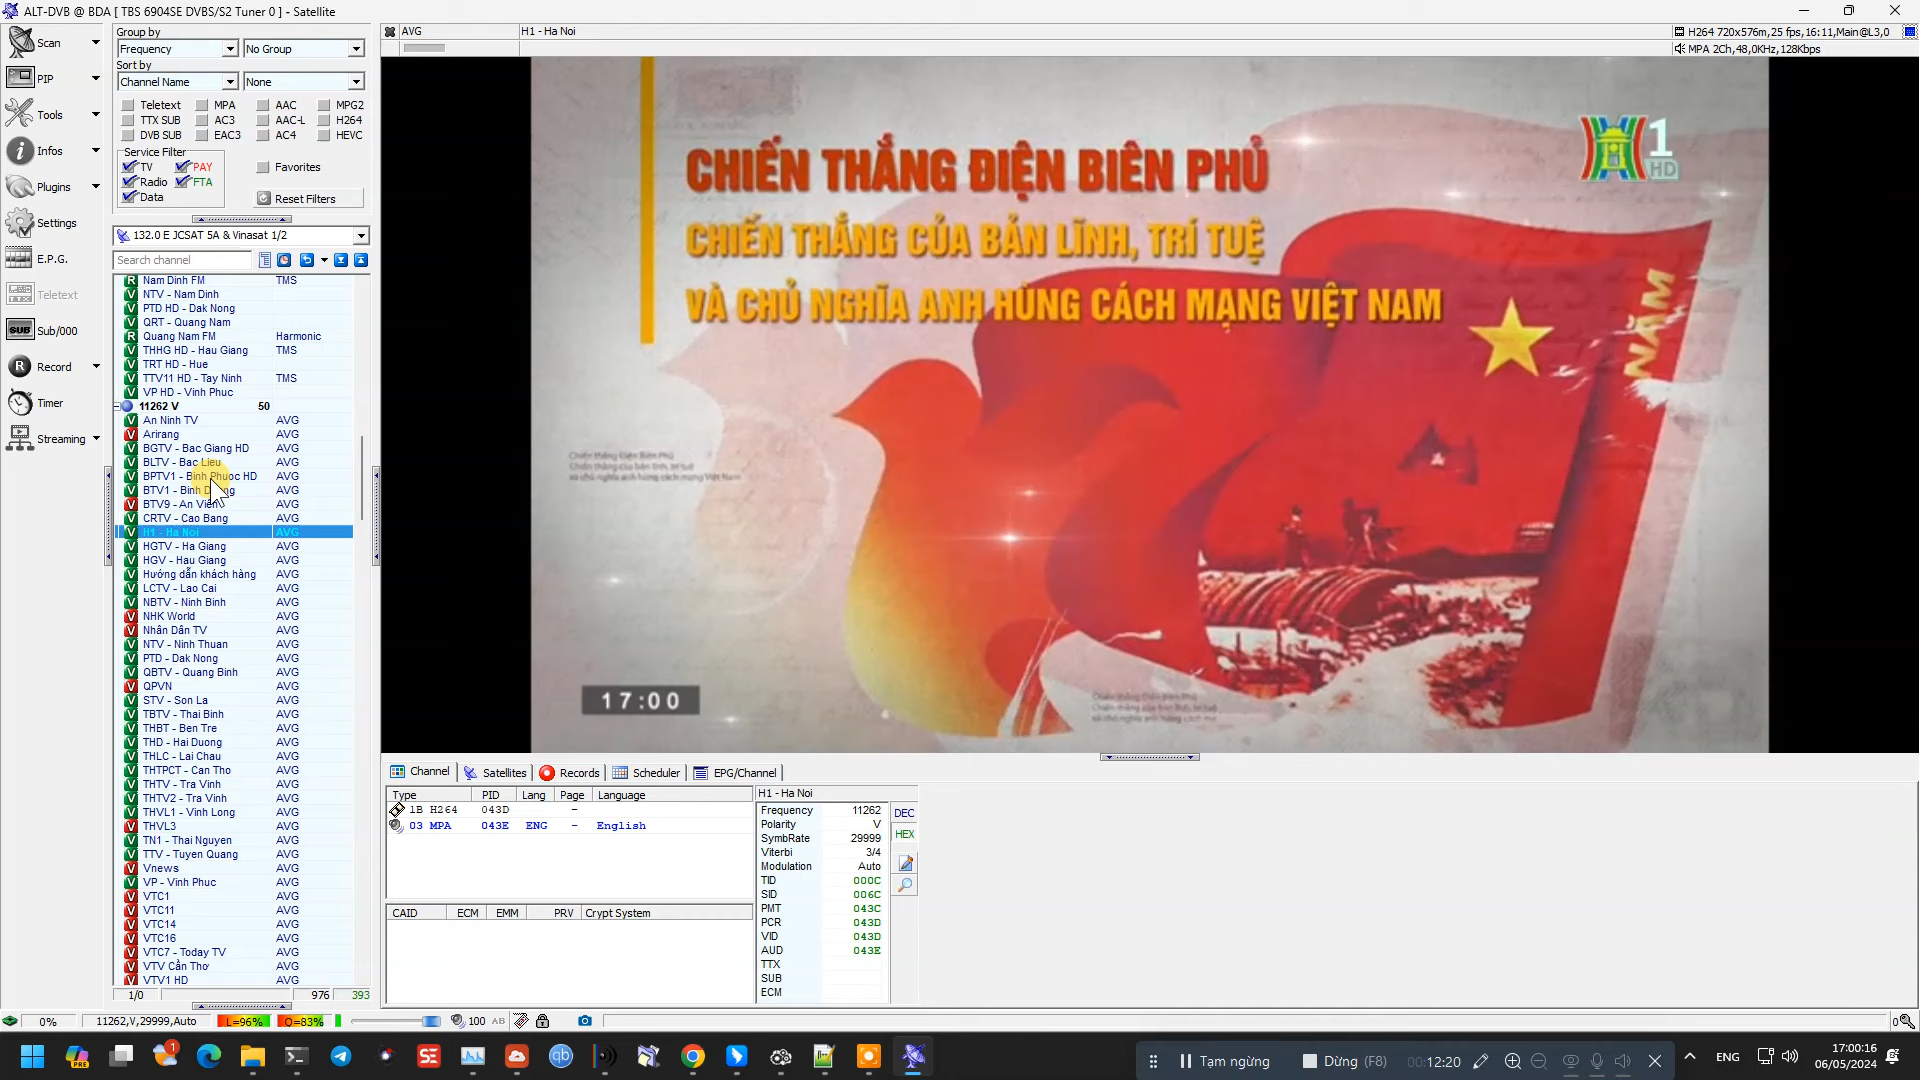 ALT-DVB @ BDA [ TBS 6904SE DVBS/S2 Tuner 0 ] - Satellite
Scan
PIP
Tools
Infos
Plugins
Settings
E.P.G.
Teletext
Sub/000
Record
Timer
Streaming
Group by
Frequency
No Group
Sort by
Channel Name
None
Teletext MPA AAC MPG2
TTX SUB AC3 AAC-L H264
DVB SUB EAC3 AC4 HEVC
Service Filter
TV PAY
Radio FTA
Data
Favorites
Reset Filters
132.0 E JCSAT 5A & Vinasat 1/2
Search channel
Nam Dinh FM TMS
NTV - Nam Dinh
PTD HD - Dak Nong
QRT - Quang Nam
Quang Nam FM Harmonic
THHG HD - Hau Giang TMS
TRT HD - Hue
TTV11 HD - Tay Ninh TMS
VP HD - Vinh Phuc
11262 V 50
An Ninh TV AVG
Arirang AVG
BGTV - Bac Giang HD AVG
BLTV - Bac Lieu AVG
BPTV1 - Binh Phuoc HD AVG
BTV1 - Binh AVG
BTV9 - An Viên AVG
CRTV - Cao Bang AVG
H1 - Ha Noi AVG
HGTV - Ha Giang AVG
HGV - Hau Giang AVG
Hướng dẫn khách hàng AVG
LCTV - Lao Cai AVG
NBTV - Ninh Binh AVG
NHK World AVG
Nhân Dân TV AVG
NTV - Ninh Thuan AVG
PTD - Dak Nong AVG
QBTV - Quang Binh AVG
QPVN AVG
STV - Son La AVG
TBTV - Thai Binh AVG
THBT - Ben Tre AVG
THD - Hai Duong AVG
THLC - Lai Chau AVG
THTPCT - Can Tho AVG
THTV - Tra Vinh AVG
THTV2 - Tra Vinh AVG
THVL1 - Vinh Long AVG
THVL3 AVG
TN1 - Thai Nguyen AVG
TTV - Tuyen Quang AVG
Vnews AVG
VP - Vinh Phuc AVG
VTC1 AVG
VTC11 AVG
VTC14 AVG
VTC16 AVG
VTC7 - Today TV AVG
VTV Cần Thơ AVG
VTV1 HD AVG
1/0 976 393
AVG
H1 - Ha Noi
H264 720x576m,25 fps,16:11,Main@L3,0
MPA 2Ch,48,0KHz,128Kbps
CHIẾN THẮNG ĐIỆN BIÊN PHỦ
CHIẾN THẮNG CỦA BẢN LĨNH, TRÍ TUỆ
VÀ CHỦ NGHĨA ANH HÙNG CÁCH MẠNG VIỆT NAM
1
HD
NĂM
17:00
Channel Satellites Records Scheduler EPG/Channel
Type PID Lang Page Language
1B H264 043D -
03 MPA 043E ENG - English
CAID ECM EMM PRV Crypt System
H1 - Ha Noi
Frequency 11262
Polarity V
SymbRate 29999
Viterbi 3/4
Modulation Auto
TID 000C
SID 006C
PMT 043C
PCR 043D
VID 043D
AUD 043E
TTX
SUB
ECM
DEC
HEX
0% 11262,V,29999,Auto L=96% Q=83% 100 AB 0
Tạm ngừng
Dừng (F8)
00:12:20
ENG
17:00:16
06/05/2024